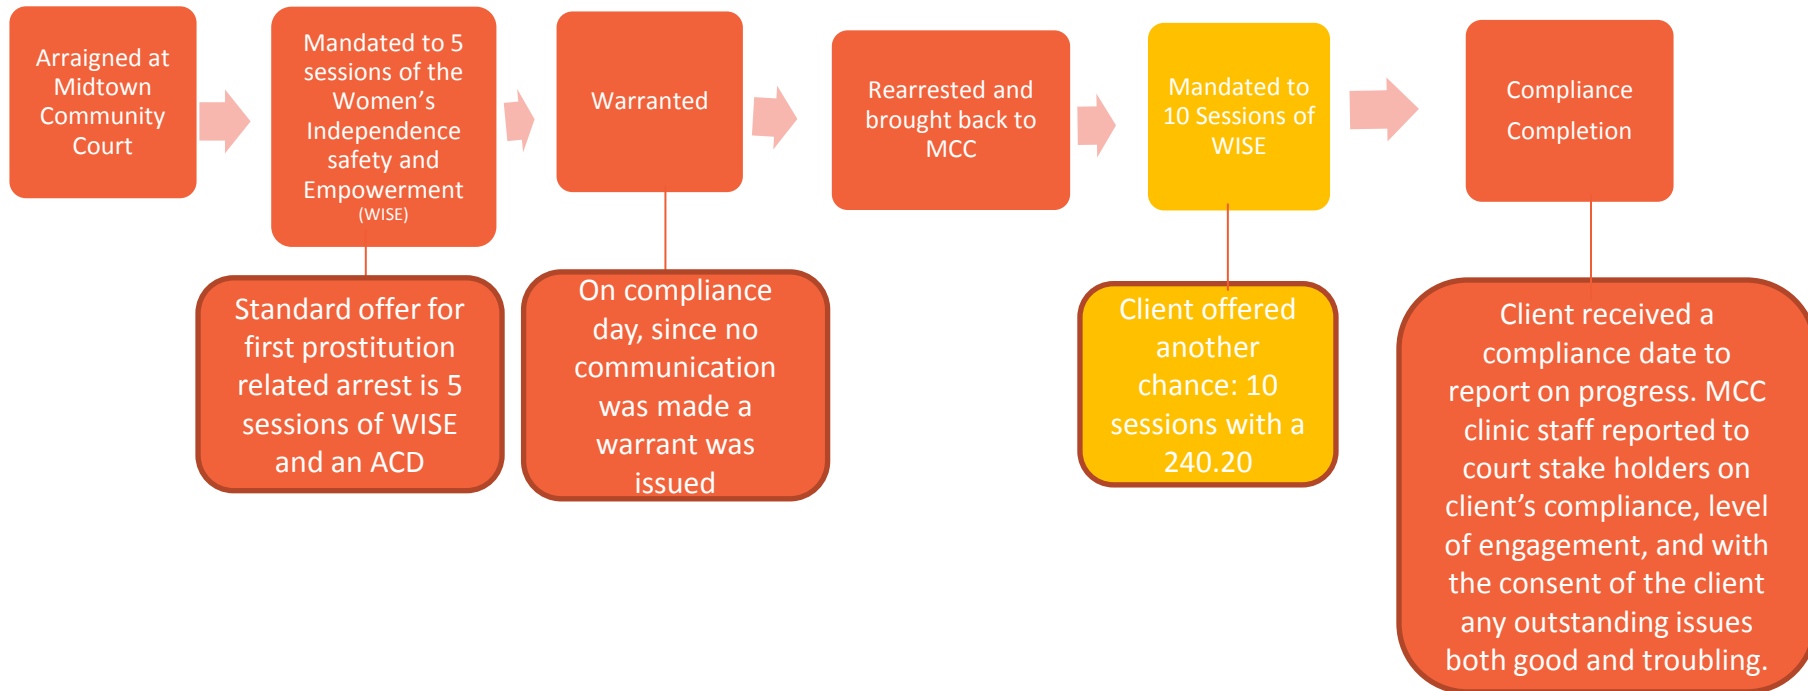 Arraigned at
Midtown
Community
Court
Mandated to 5
sessions of the
Women's
Independence
safety and
Empowerment
(WISE)
Warranted
Rearrested and
brought back to
MCC
Mandated to
10 Sessions of
WISE
Compliance
Completion
Standard offer for
first prostitution
related arrest is 5
sessions of WISE
and an ACD
On compliance
day, since no
communication
was made a
warrant was
issued
Client offered
another
chance: 10
sessions with a
240.20
Client received a
compliance date to
report on progress. MCC
clinic staff reported to
court stake holders on
client’s compliance, level
of engagement, and with
the consent of the client
any outstanding issues
both good and troubling.